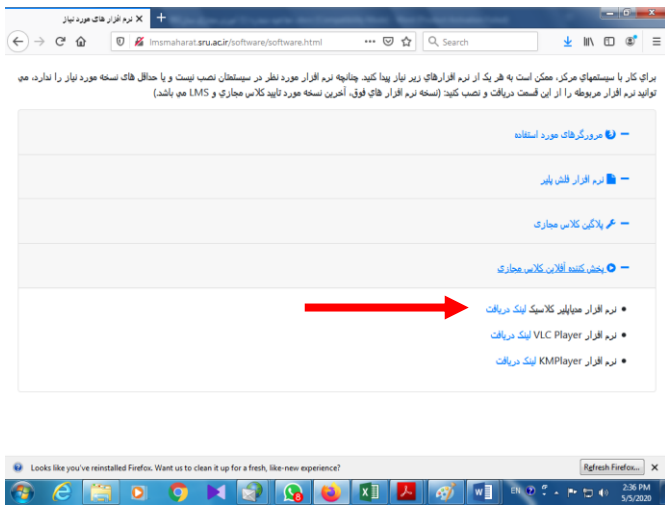 نرم افزار های مورد نیاز
lmsmaharat.sru.ac.ir/software/software.html
Search
برای کار با سیستمهای مرکز، ممکن است به هر یک از نرم افزارهای زیر نیاز پیدا کنید. چنانچه نرم افزار مورد نظر در سیستمتان نصب نیست و یا حداقل های نسخه مورد نیاز را ندارد، می
توانید نرم افزار مربوطه را از این قسمت دریافت و نصب کنید: (نسخه نرم افزار های فوق، آخرین نسخه مورد تایید کلاس مجازی و LMS می باشد.)
مرورگرهای مورد استفاده
نرم افزار فلش پلیر
پلاگین کلاس مجازی
پخش کننده آفلاین کلاس مجازی
نرم افزار مدیاپلیر کلاسیک لینک دریافت
نرم افزار VLC Player لینک دریافت
نرم افزار KMPlayer لینک دریافت
Looks like you've reinstalled Firefox. Want us to clean it up for a fresh, like-new experience?
Refresh Firefox...
EN
2:36 PM
5/5/2020